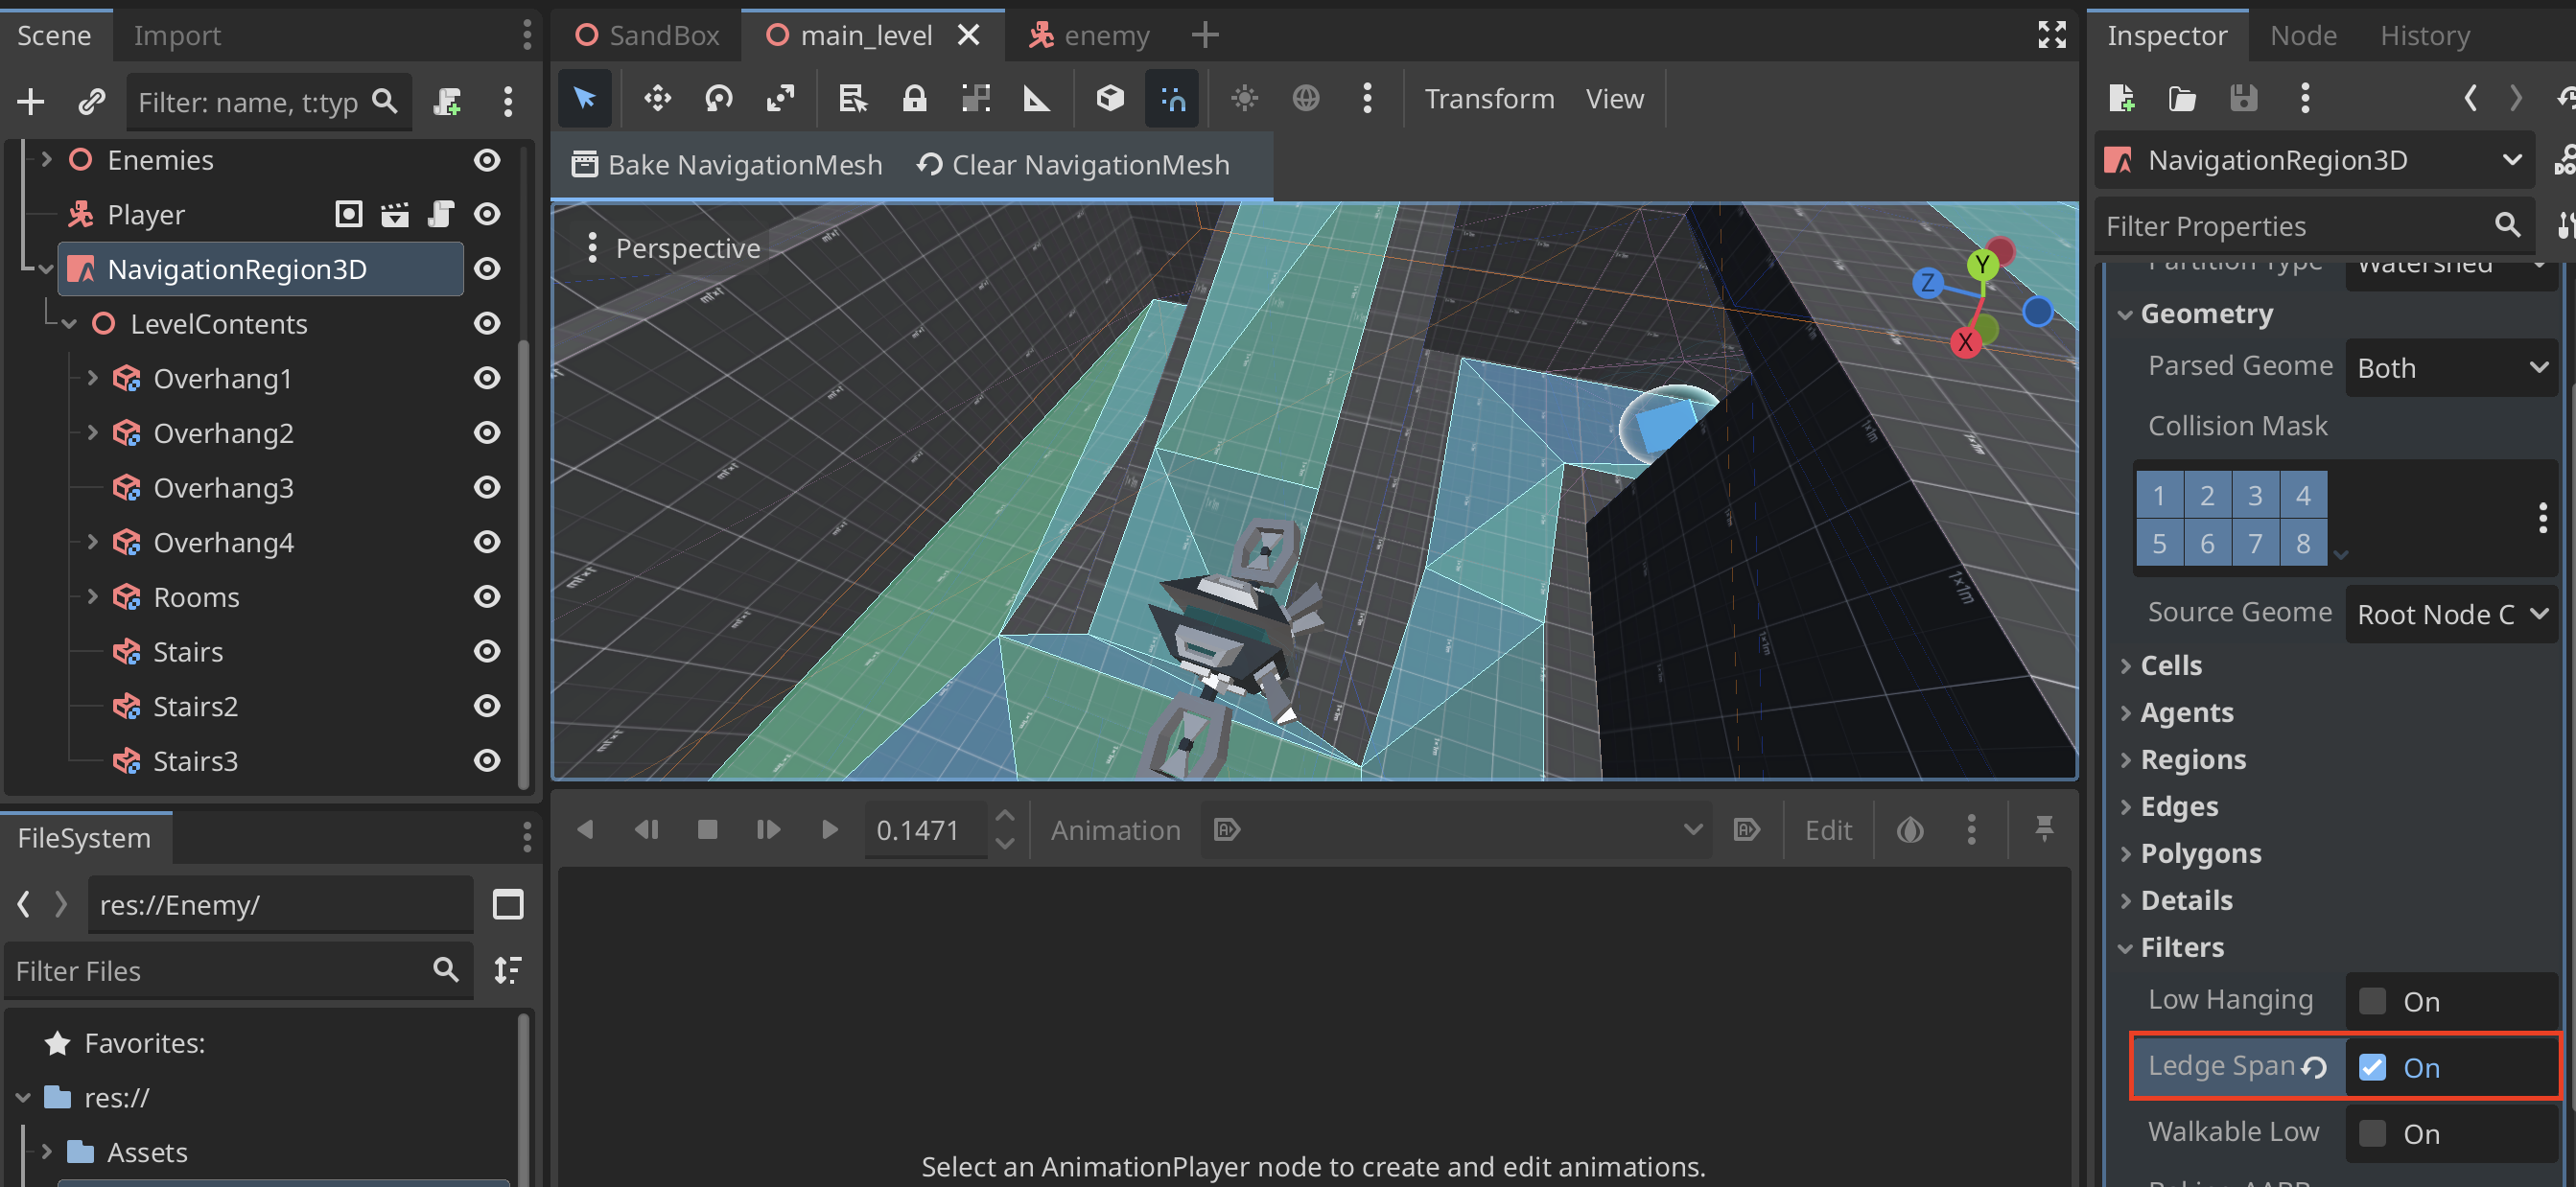 Scene Import
SandBox main_level enemy
Inspector Node History
Filter: name, t:typ
Transform View
Bake NavigationMesh Clear NavigationMesh
Enemies
Player
NavigationRegion3D
LevelContents
Overhang1
Overhang2
Overhang3
Overhang4
Rooms
Stairs
Stairs2
Stairs3
Perspective
Y
Z
X
1x1m
FileSystem
res://Enemy/
Filter Files
Favorites:
res://
Assets
0.1471 Animation Edit
Select an AnimationPlayer node to create and edit animations.
NavigationRegion3D
Filter Properties
Partition Type Watershed
Geometry
Parsed Geome Both
Collision Mask
1 2 3 4
5 6 7 8
Source Geome Root Node C
Cells
Agents
Regions
Edges
Polygons
Details
Filters
Low Hanging On
Ledge Span On
Walkable Low On